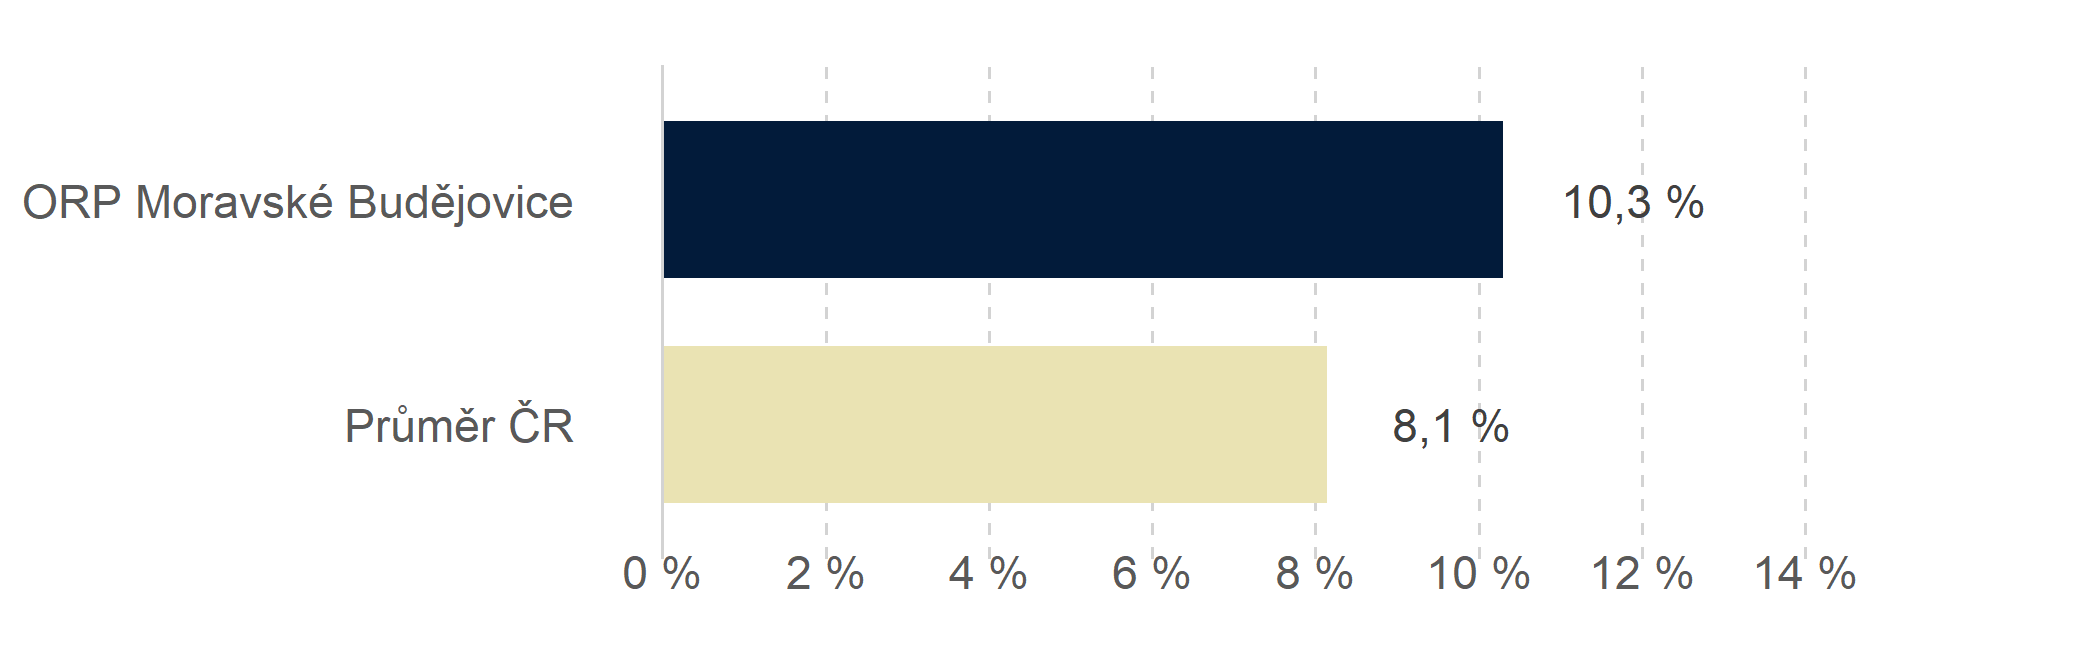 ORP Moravské Budějovice
10,3 %
Průměr ČR
8,1 %
0 % 2 % 4 % 6 % 8 % 10 % 12 % 14 %